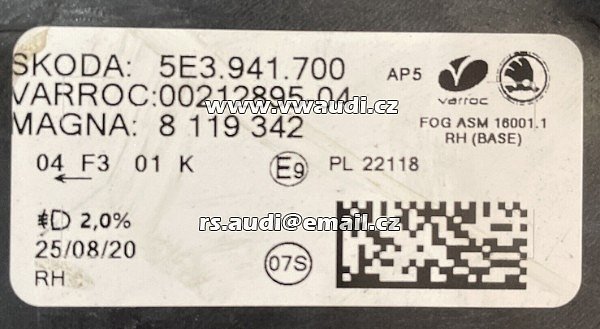 SKODA: 5E3.941.700
VARROC:00212895 04
MAGNA: 8 119 342
AP5
varroc
FOG ASM 16001.1
RH (BASE)
www.vwaudi.cz
04 F3 01 K
E9
PL 22118
2,0%
rs.audi@email.cz
25/08/20
RH
07S